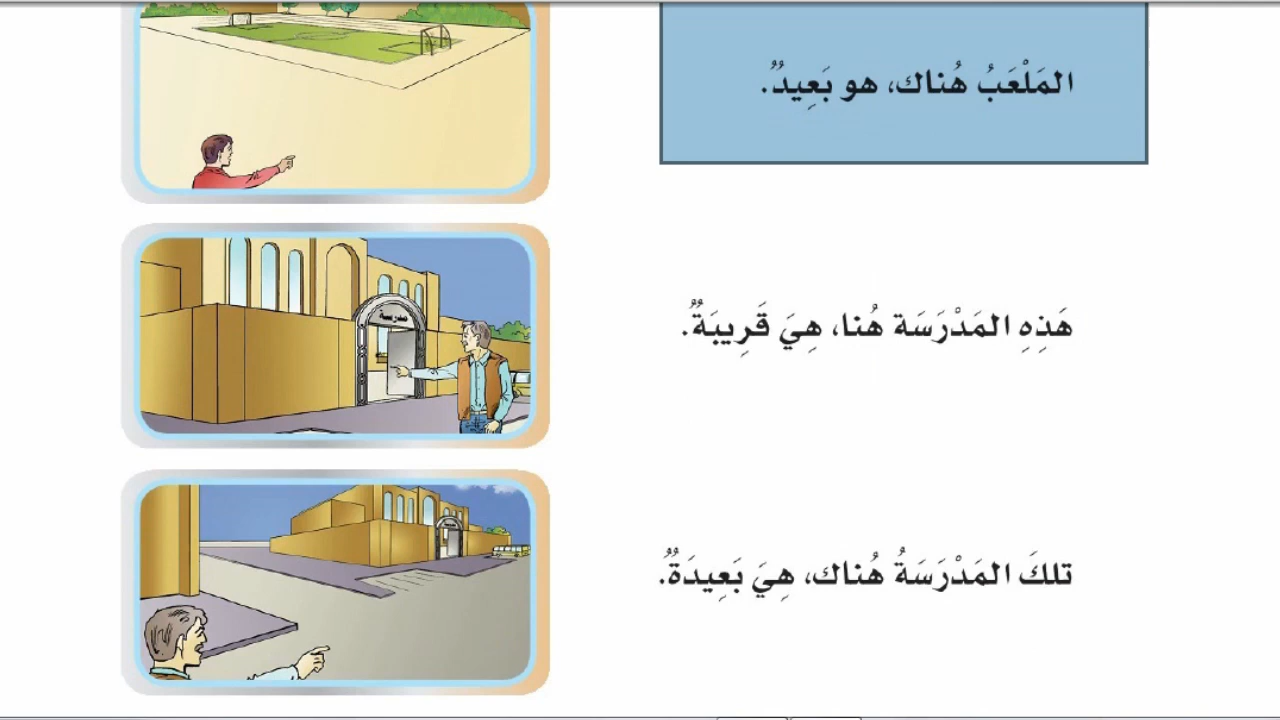 المَلْعَبُ هُناك، هو بَعِيدٌ.
هَذِهِ المَدْرَسَة هُنا، هِيَ قَرِيبَةٌ.
مدرسة
تلكَ المَدْرَسَةُ هُناك، هِيَ بَعِيدَةٌ.